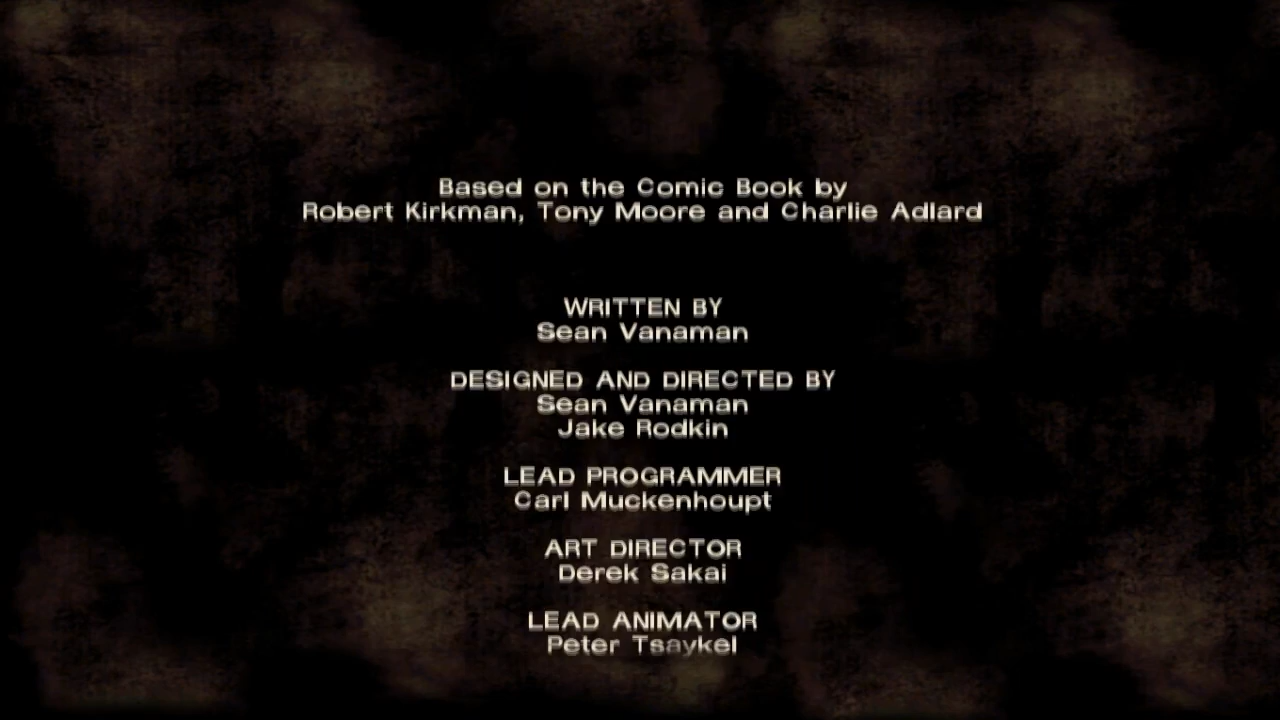 Based on the Comic Book by
Robert Kirkman, Tony Moore and Charlie Adlard
WRITTEN BY
Sean Vanaman
DESIGNED AND DIRECTED BY
Sean Vanaman
Jake Rodkin
LEAD PROGRAMMER
Carl Muckenhoupt
ART DIRECTOR
Derek Sakai
LEAD ANIMATOR
Peter Tsaykel